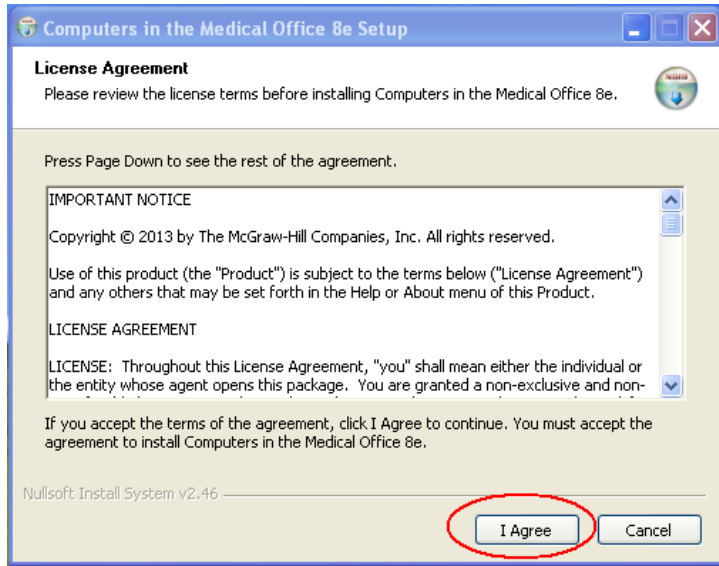 Computers in the Medical Office 8e Setup
License Agreement
Please review the license terms before installing Computers in the Medical Office 8e.
Press Page Down to see the rest of the agreement.
IMPORTANT NOTICE
Copyright © 2013 by The McGraw-Hill Companies, Inc. All rights reserved.
Use of this product (the "Product") is subject to the terms below ("License Agreement")
and any others that may be set forth in the Help or About menu of this Product.
LICENSE AGREEMENT
LICENSE: Throughout this License Agreement, "you" shall mean either the individual or
the entity whose agent opens this package. You are granted a non-exclusive and non-
If you accept the terms of the agreement, click I Agree to continue. You must accept the
agreement to install Computers in the Medical Office 8e.
Nullsoft Install System v2.46
I Agree
Cancel